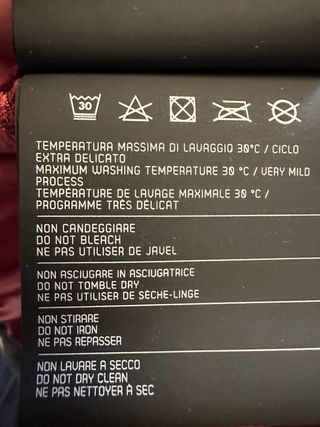 30
TEMPERATURA MASSIMA DI LAVAGGIO 30°C / CICLO
EXTRA DELICATO
MAXIMUM WASHING TEMPERATURE 30 °C / VERY MILD
PROCESS
TEMPÉRATURE DE LAVAGE MAXIMALE 30 °C /
PROGRAMME TRÈS DÉLICAT
NON CANDEGGIARE
DO NOT BLEACH
NE PAS UTILISER DE JAVEL
NON ASCIUGARE IN ASCIUGATRICE
DO NOT TOMBLE DRY
NE PAS UTILISER DE SÈCHE-LINGE
NON STIRARE
DO NOT IRON
NE PAS REPASSER
NON LAVARE A SECCO
DO NOT DRY CLEAN
NE PAS NETTOYER À SEC